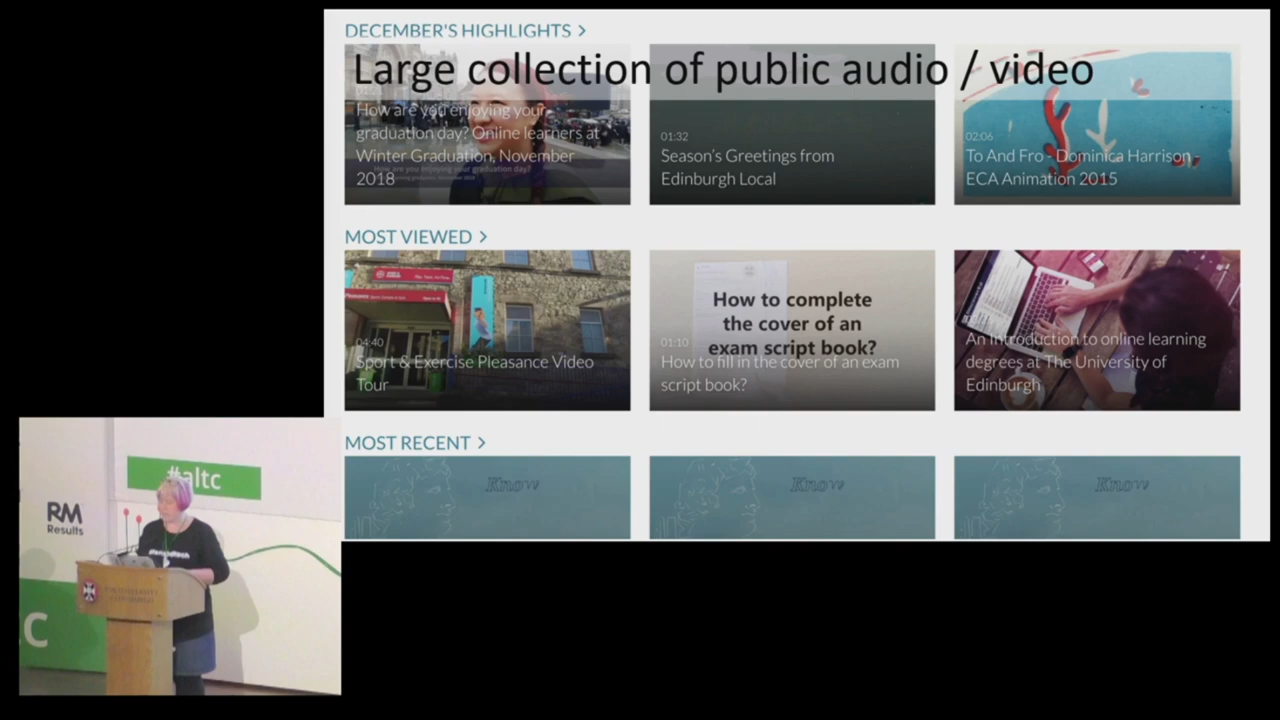 DECEMBER'S HIGHLIGHTS >
Large collection of public audio / video
How are you enjoying your
graduation day? Online learners at
Winter Graduation, November
2018
01:32
Season's Greetings from
Edinburgh Local
02:06
To And Fro - Dominica Harrison -
ECA Animation 2015
MOST VIEWED >
04:40
Sport & Exercise Pleasance Video
Tour
How to complete
the cover of an
exam script book?
01:10
How to fill in the cover of an exam
script book?
An Introduction to online learning
degrees at The University of
Edinburgh
MOST RECENT >
Know
Know
Know
#altc
RM
Results
C